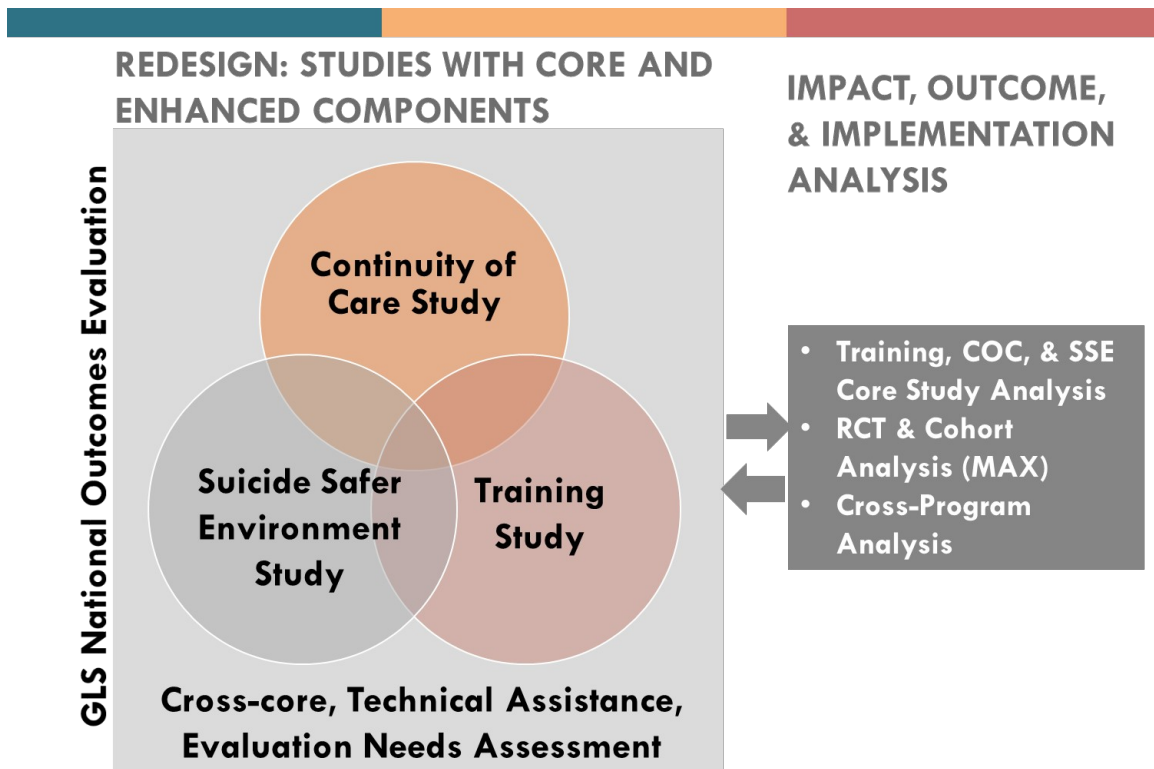 REDESIGN: STUDIES WITH CORE AND
ENHANCED COMPONENTS
IMPACT, OUTCOME,
& IMPLEMENTATION
ANALYSIS
GLS National Outcomes Evaluation
Continuity of
Care Study
Suicide Safer
Environment
Study
Training
Study
Cross-core, Technical Assistance,
Evaluation Needs Assessment
• Training, COC, & SSE
Core Study Analysis
• RCT & Cohort
Analysis (MAX)
• Cross-Program
Analysis